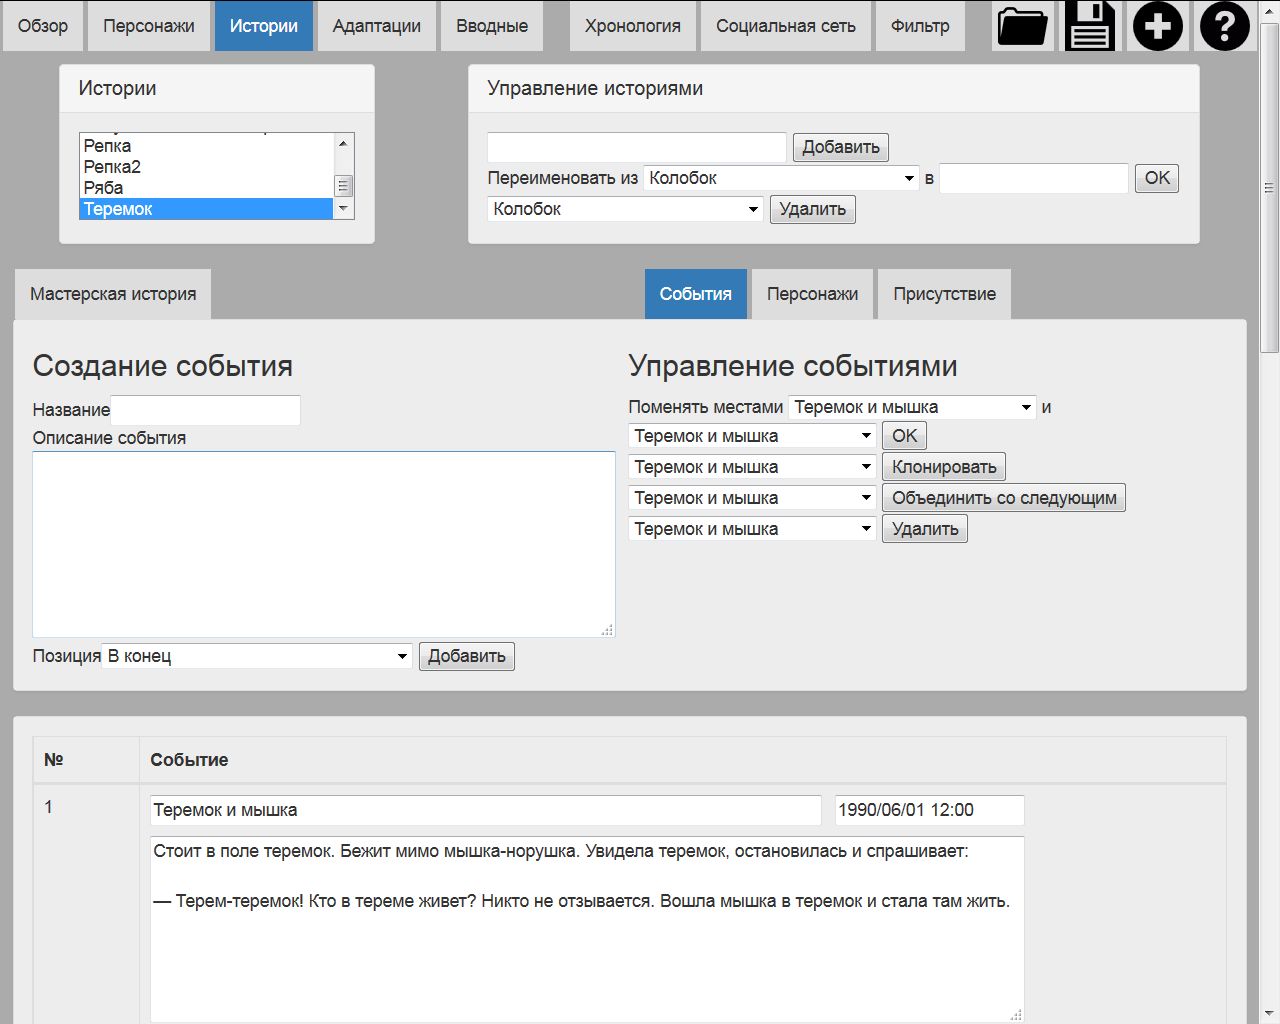 Обзор Персонажи Истории Адаптации Вводные Хронология Социальная сеть Фильтр
Истории
Репка
Репка2
Ряба
Теремок
Управление историями
Добавить
Переименовать из Колобок в OK
Колобок Удалить
Мастерская история
События Персонажи Присутствие
Создание события
Название
Описание события
Позиция В конец Добавить
Управление событиями
Поменять местами Теремок и мышка и
Теремок и мышка OK
Теремок и мышка Клонировать
Теремок и мышка Объединить со следующим
Теремок и мышка Удалить
№ Событие
1 Теремок и мышка 1990/06/01 12:00
Стоит в поле теремок. Бежит мимо мышка-норушка. Увидела теремок, остановилась и спрашивает:
— Терем-теремок! Кто в тереме живет? Никто не отзывается. Вошла мышка в теремок и стала там жить.